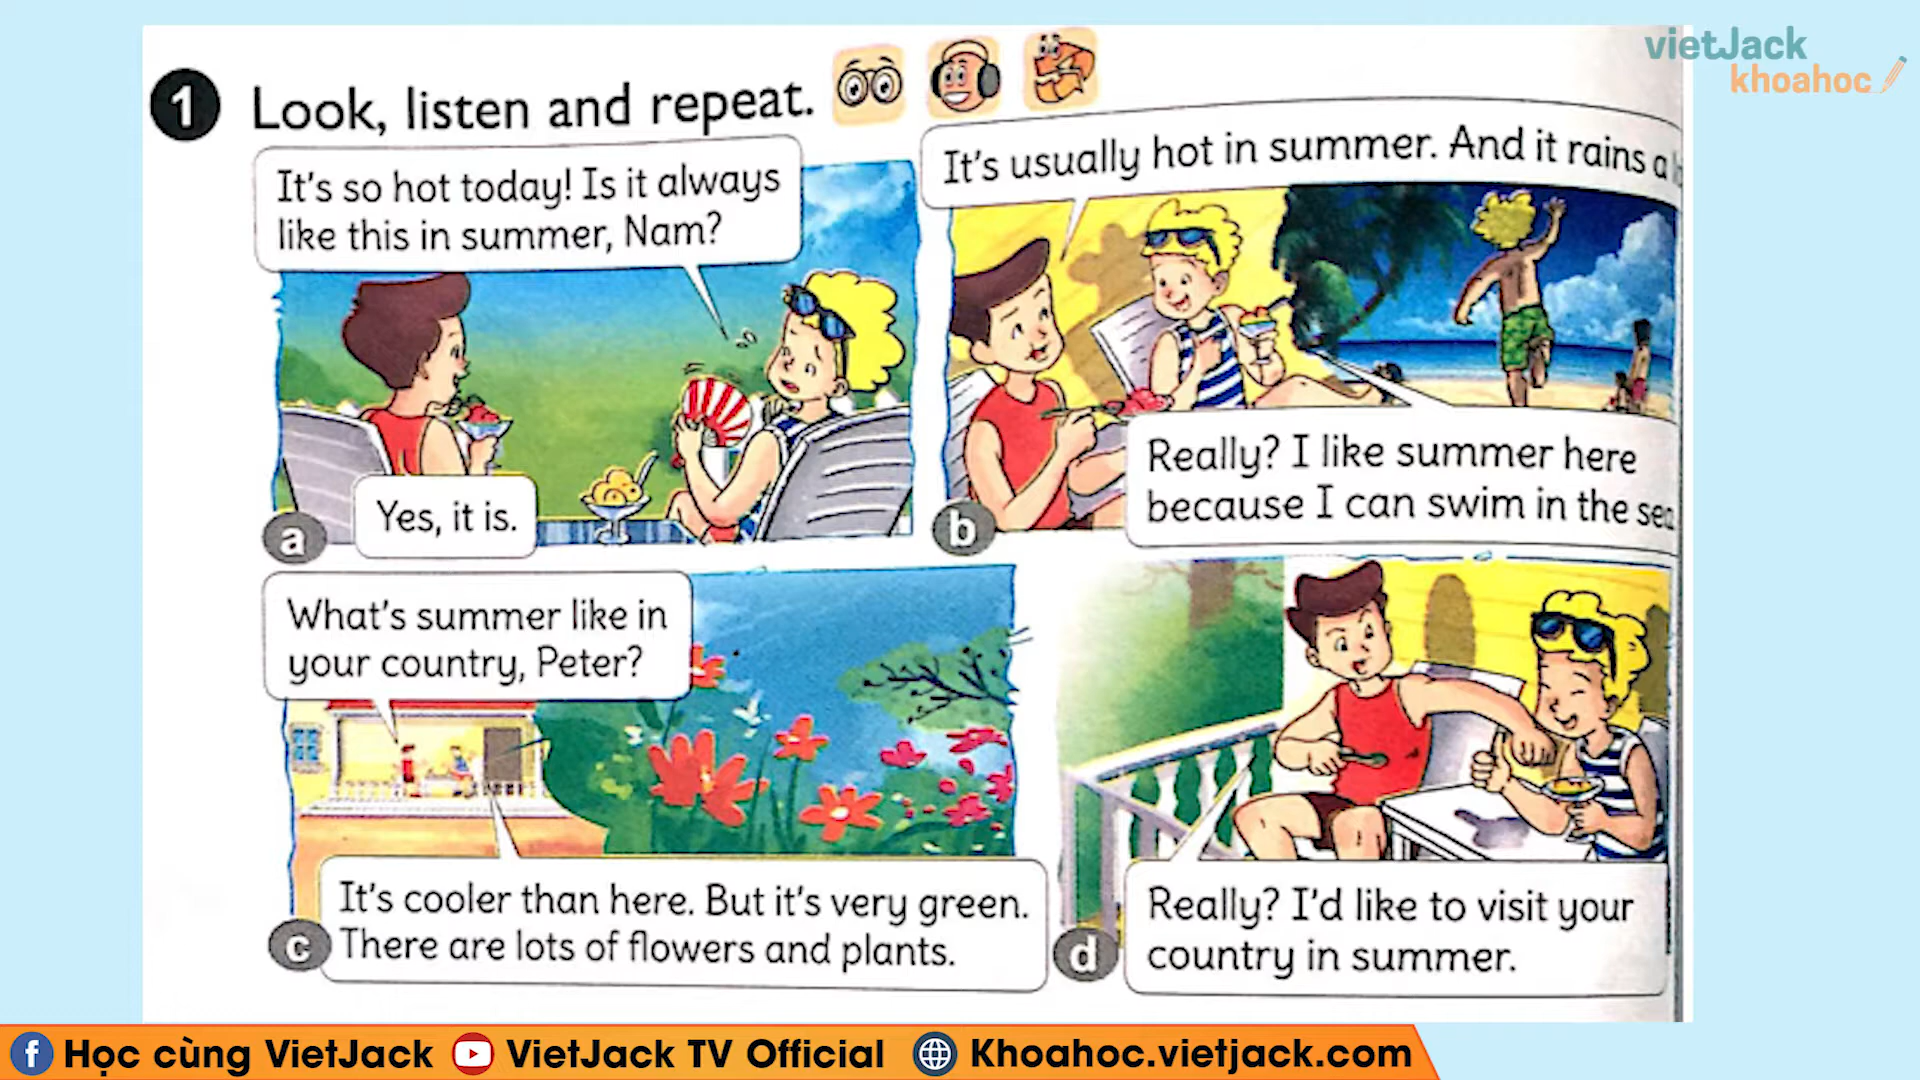 vietJack
khoahoc
1 Look, listen and repeat.
It's so hot today! Is it always
like this in summer, Nam?
Yes, it is.
a
It's usually hot in summer. And it rains a
Really? I like summer here
because I can swim in the sea
b
What's summer like in
your country, Peter?
It's cooler than here. But it's very green.
There are lots of flowers and plants.
c
Really? I'd like to visit your
country in summer.
d
Học cùng VietJack VietJack TV Official Khoahoc.vietjack.com